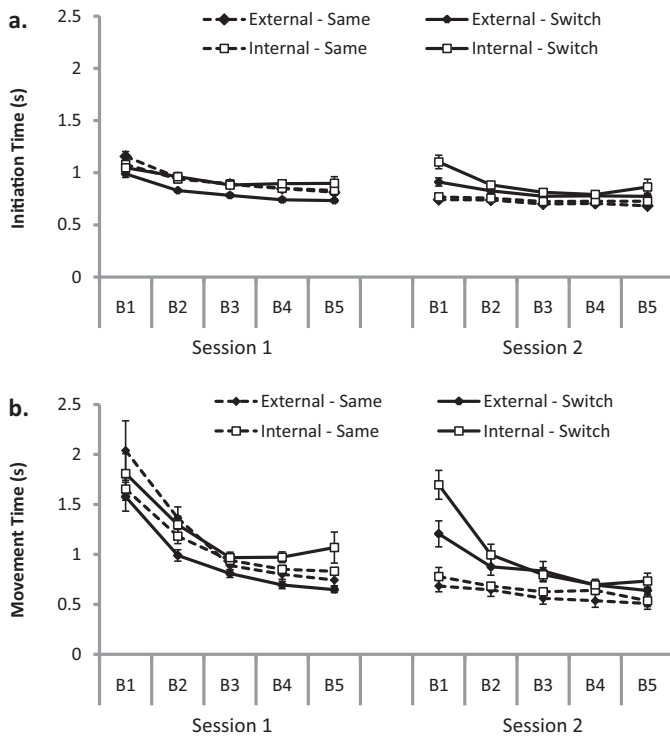 a.
External - Same External - Switch
Internal - Same Internal - Switch
Initiation Time (s)
2.5
2
1.5
1
0.5
0
B1 B2 B3 B4 B5 B1 B2 B3 B4 B5
Session 1 Session 2
b.
External - Same External - Switch
Internal - Same Internal - Switch
Movement Time (s)
2.5
2
1.5
1
0.5
0
B1 B2 B3 B4 B5 B1 B2 B3 B4 B5
Session 1 Session 2